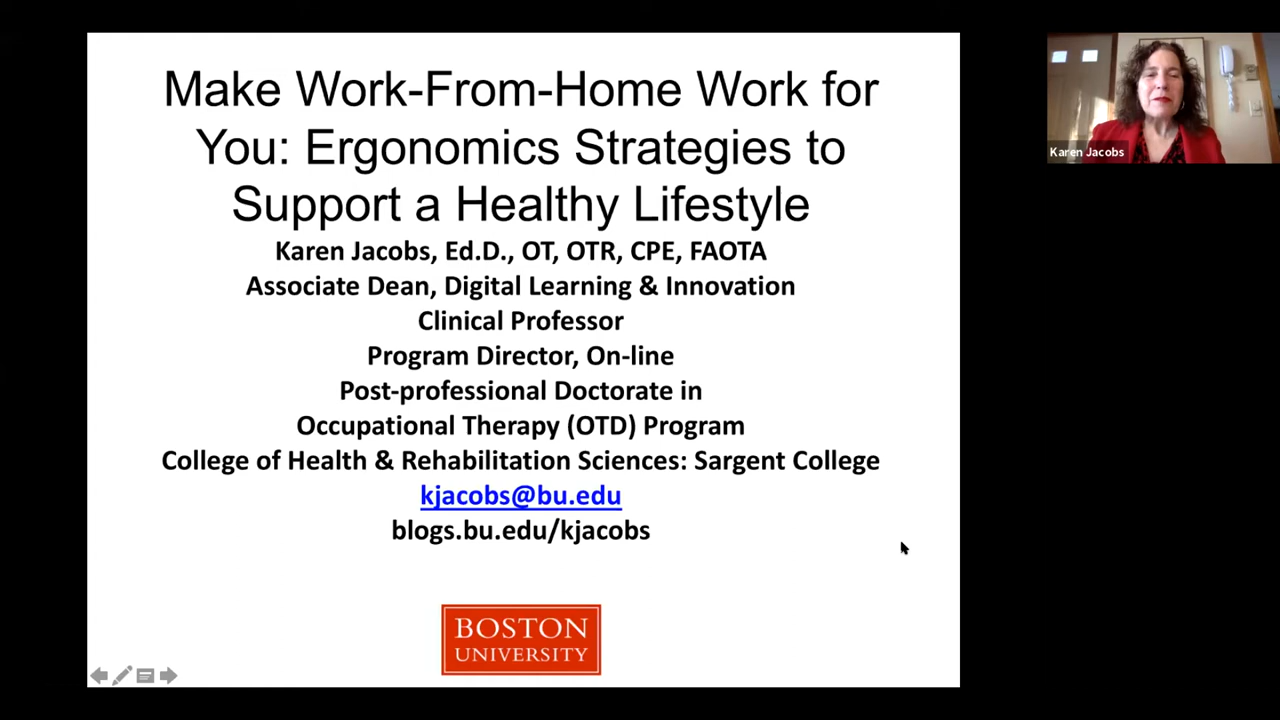 Make Work-From-Home Work for
You: Ergonomics Strategies to
Support a Healthy Lifestyle
Karen Jacobs, Ed.D., OT, OTR, CPE, FAOTA
Associate Dean, Digital Learning & Innovation
Clinical Professor
Program Director, On-line
Post-professional Doctorate in
Occupational Therapy (OTD) Program
College of Health & Rehabilitation Sciences: Sargent College
kjacobs@bu.edu
blogs.bu.edu/kjacobs
BOSTON
UNIVERSITY
Karen Jacobs